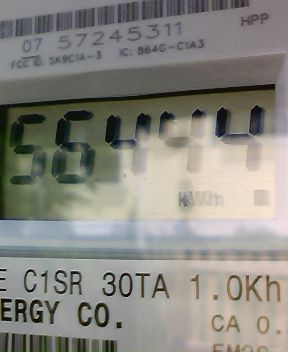 HPP
07 57245311
FCC ID: SK9C1A-3 IC: 864G-C1A3
56444
kWh
E C1SR 30TA 1.0Kh
ERGY CO.
CA 0.